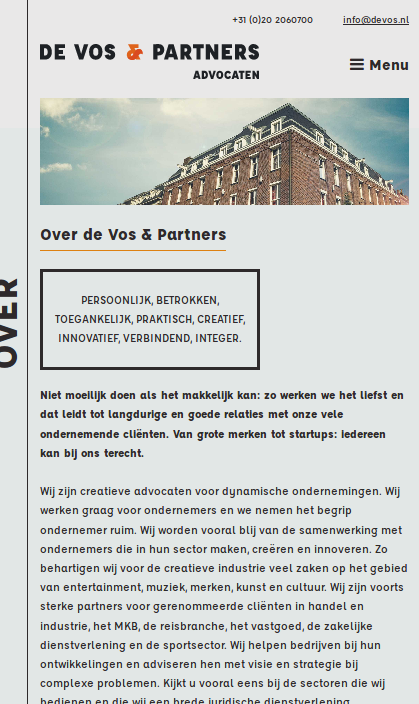 +31 (0)20 2060700 info@devos.nl
DE VOS & PARTNERS
ADVOCATEN
Menu
OVER
Over de Vos & Partners
PERSOONLIJK, BETROKKEN,
TOEGANKELIJK, PRAKTISCH, CREATIEF,
INNOVATIEF, VERBINDEND, INTEGER.
Niet moeilijk doen als het makkelijk kan: zo werken we het liefst en
dat leidt tot langdurige en goede relaties met onze vele
ondernemende cliënten. Van grote merken tot startups: iedereen
kan bij ons terecht.
Wij zijn creatieve advocaten voor dynamische ondernemingen. Wij
werken graag voor ondernemers en we nemen het begrip
ondernemer ruim. Wij worden vooral blij van de samenwerking met
ondernemers die in hun sector maken, creëren en innoveren. Zo
behartigen wij voor de creatieve industrie veel zaken op het gebied
van entertainment, muziek, merken, kunst en cultuur. Wij zijn voorts
sterke partners voor gerenommeerde cliënten in handel en
industrie, het MKB, de reisbranche, het vastgoed, de zakelijke
dienstverlening en de sportsector. Wij helpen bedrijven bij hun
ontwikkelingen en adviseren hen met visie en strategie bij
complexe problemen. Kijkt u vooral eens bij de sectoren die wij
bedienen en die wij een brede juridische dienstverlening